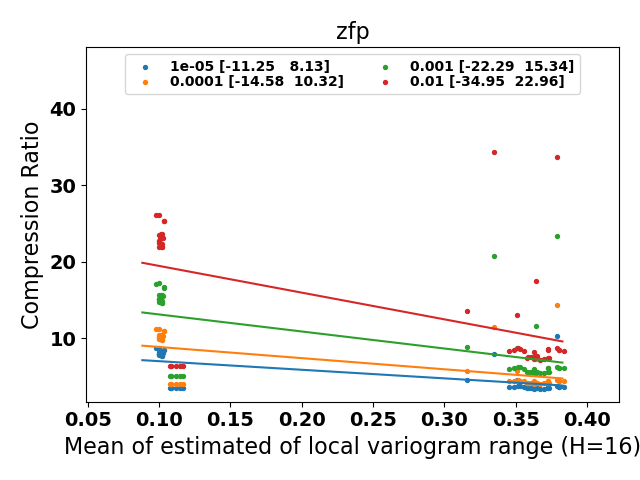 zfp
1e-05 [-11.25   8.13]
0.0001 [-14.58  10.32]
0.001 [-22.29  15.34]
0.01 [-34.95  22.96]
Compression Ratio
40
30
20
10
0.05 0.10 0.15 0.20 0.25 0.30 0.35 0.40
Mean of estimated of local variogram range (H=16)